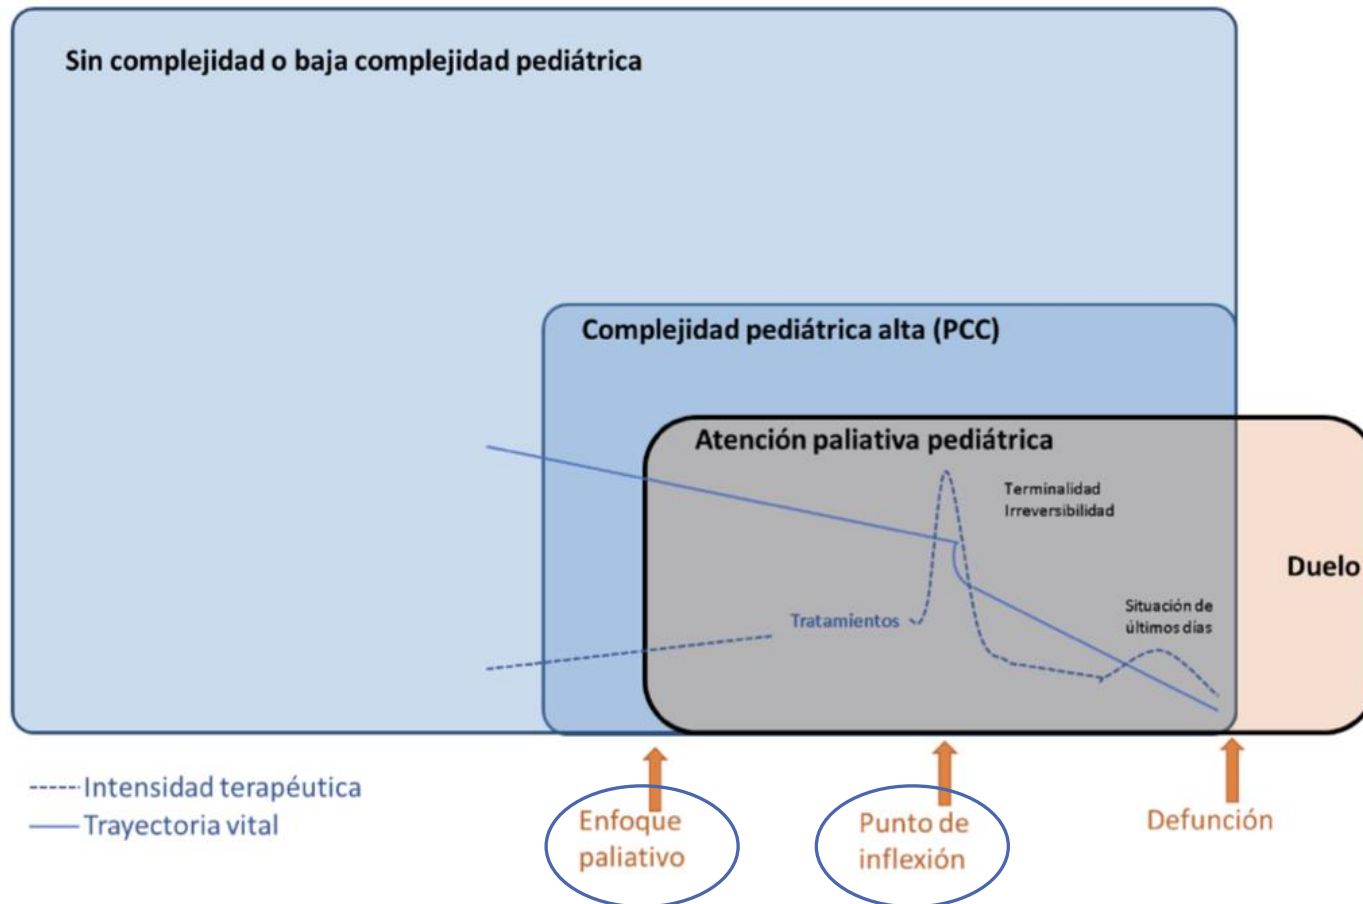 Sin complejidad o baja complejidad pediátrica
Complejidad pediátrica alta (PCC)
Atención paliativa pediátrica
Terminalidad
Irreversibilidad
Duelo
Situación de
últimos días
Tratamientos
Intensidad terapéutica
Trayectoria vital
Enfoque
paliativo
Punto de
inflexión
Defunción